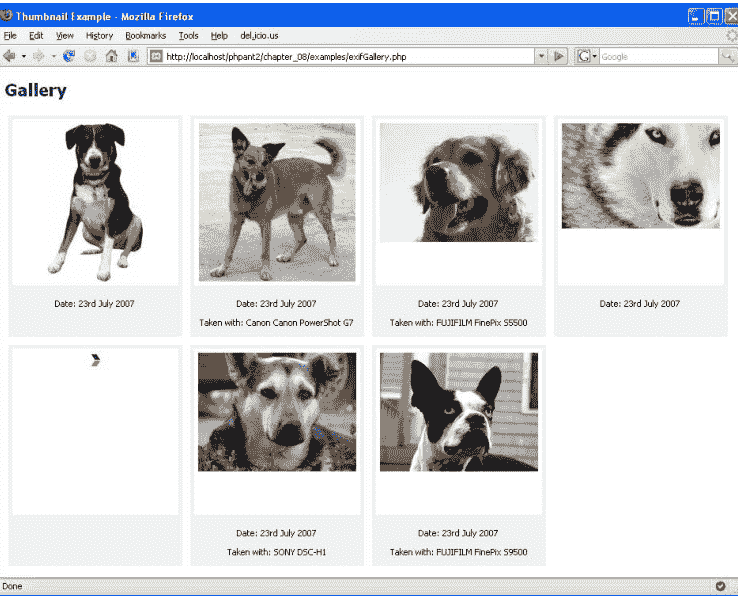 Thumbnail Example - Mozilla Firefox
File Edit View History Bookmarks Tools Help del.icio.us
http://localhost/phpant2/chapter_08/examples/exifGallery.php
Google
Gallery
Date: 23rd July 2007
Date: 23rd July 2007
Date: 23rd July 2007
Date: 23rd July 2007
Taken with: Canon Canon PowerShot G7
Taken with: FUJIFILM FinePix S5500
Date: 23rd July 2007
Date: 23rd July 2007
Taken with: SONY DSC-H1
Taken with: FUJIFILM FinePix S9500
Done